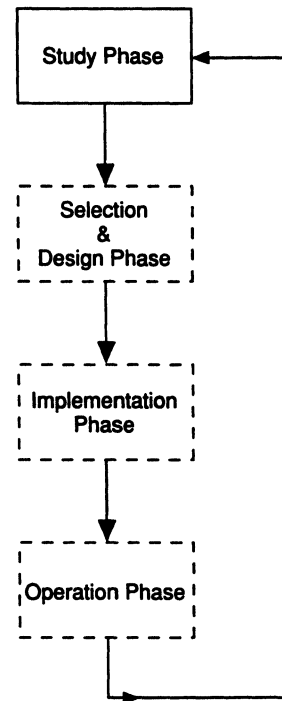 Study Phase
Selection
&
Design Phase
Implementation
Phase
Operation Phase